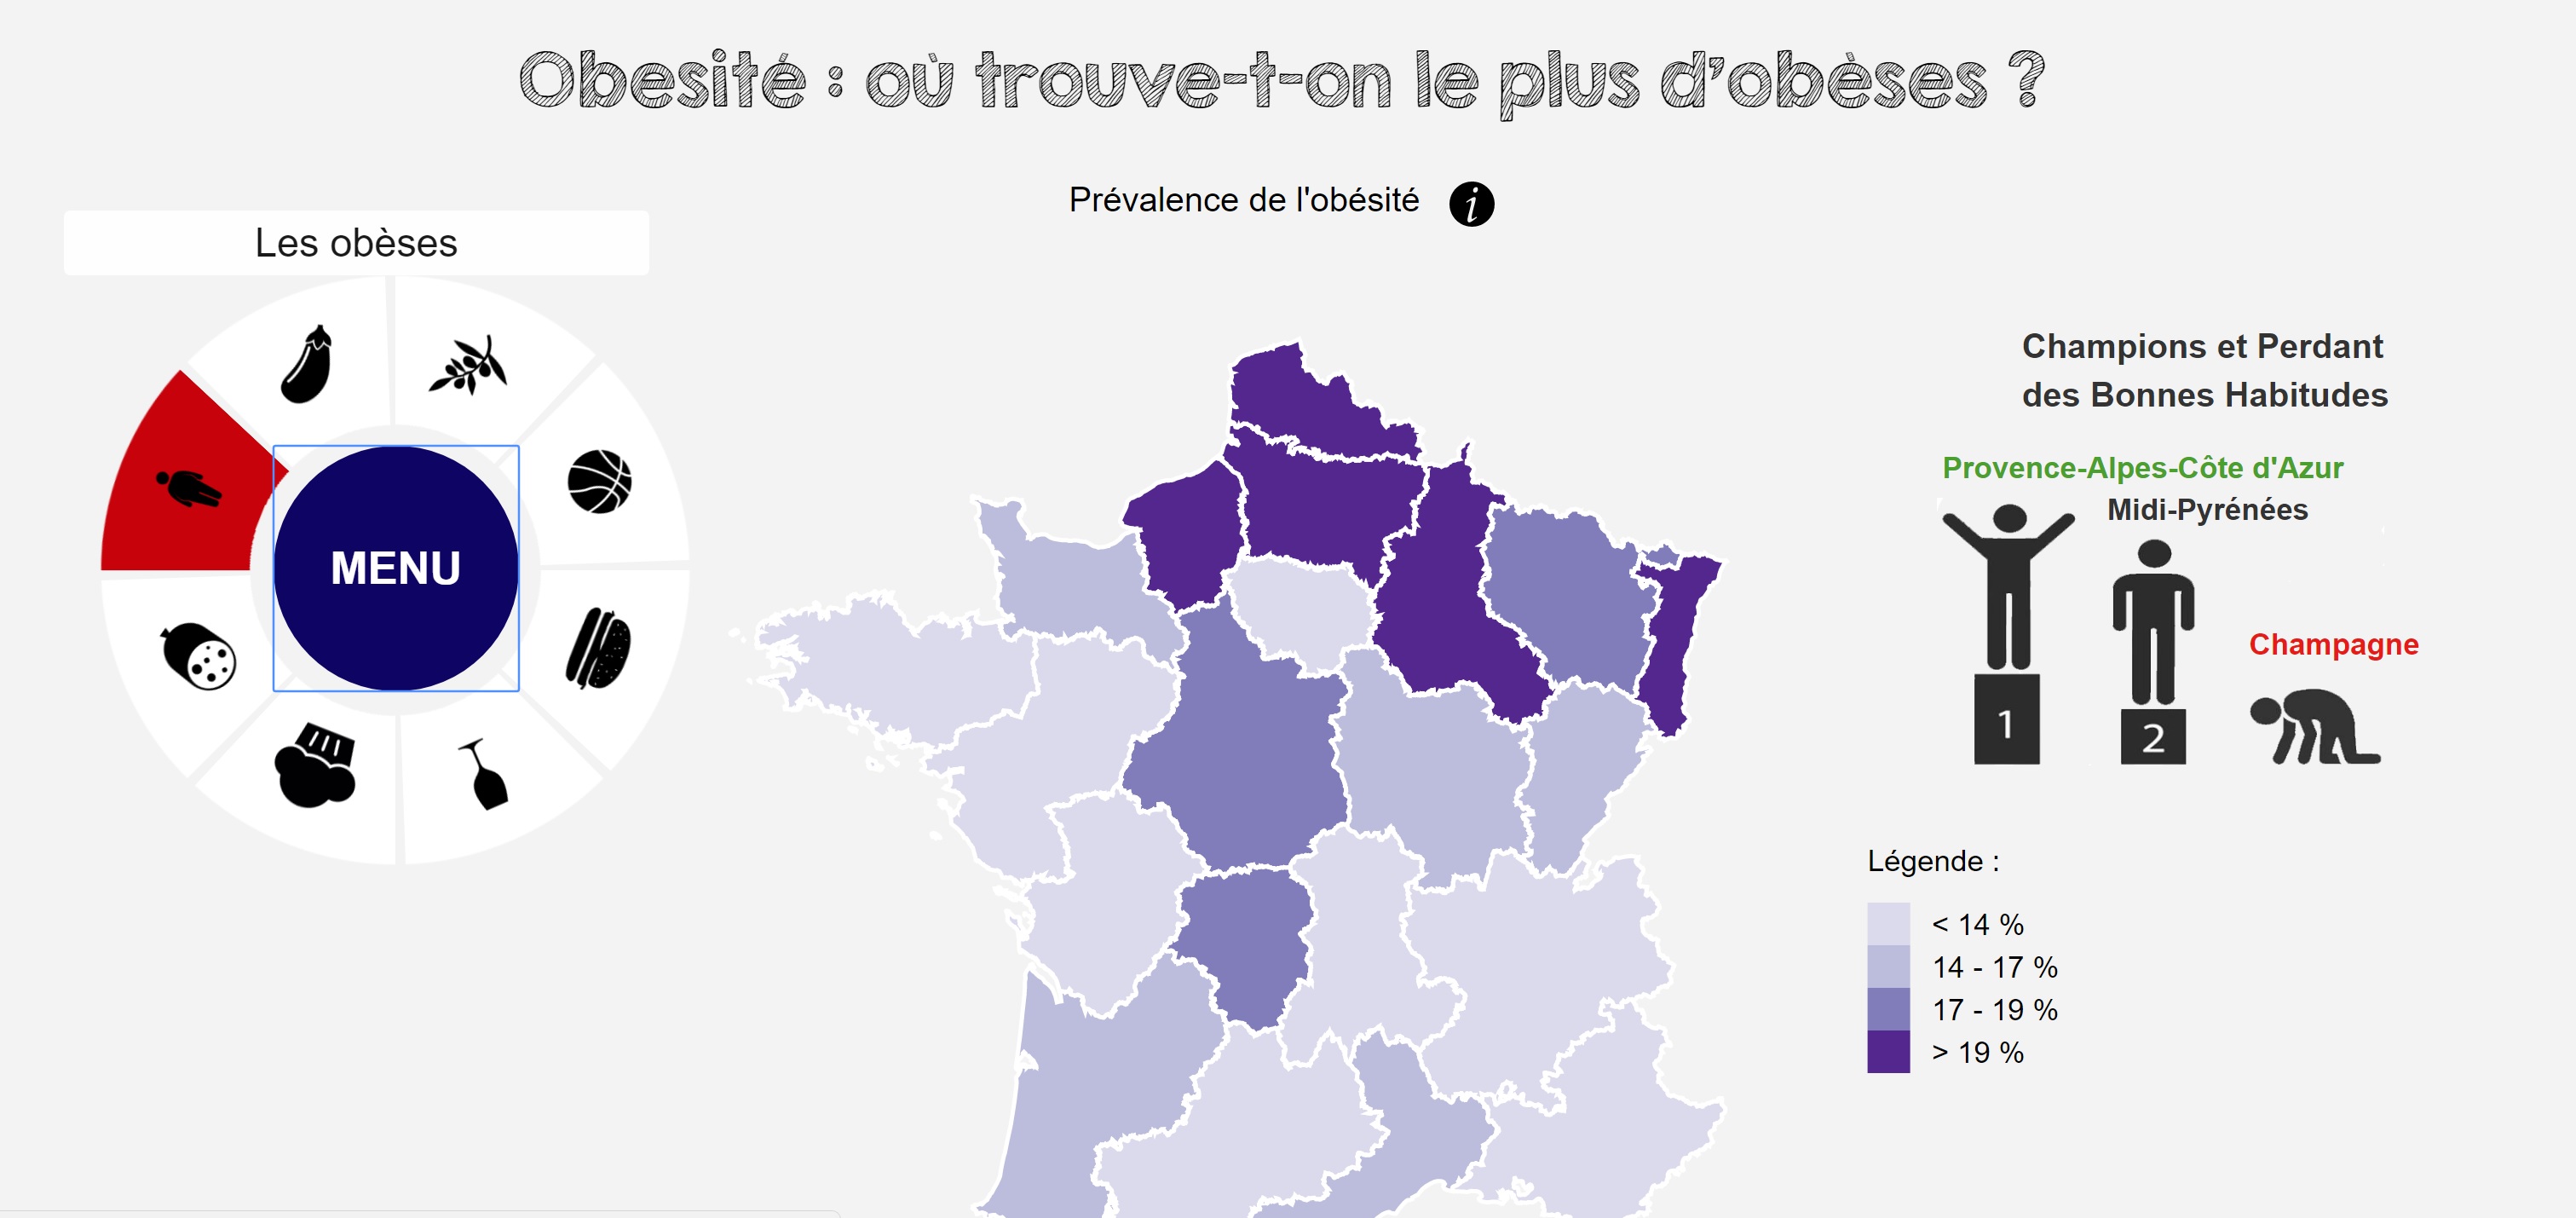 Obesité : où trouve-t-on le plus d'obèses ?
Prévalence de l'obésité i
Les obèses
MENU
Champions et Perdant
des Bonnes Habitudes
Provence-Alpes-Côte d'Azur
Midi-Pyrénées
Champagne
1
2
Légende :
< 14 %
14 - 17 %
17 - 19 %
> 19 %